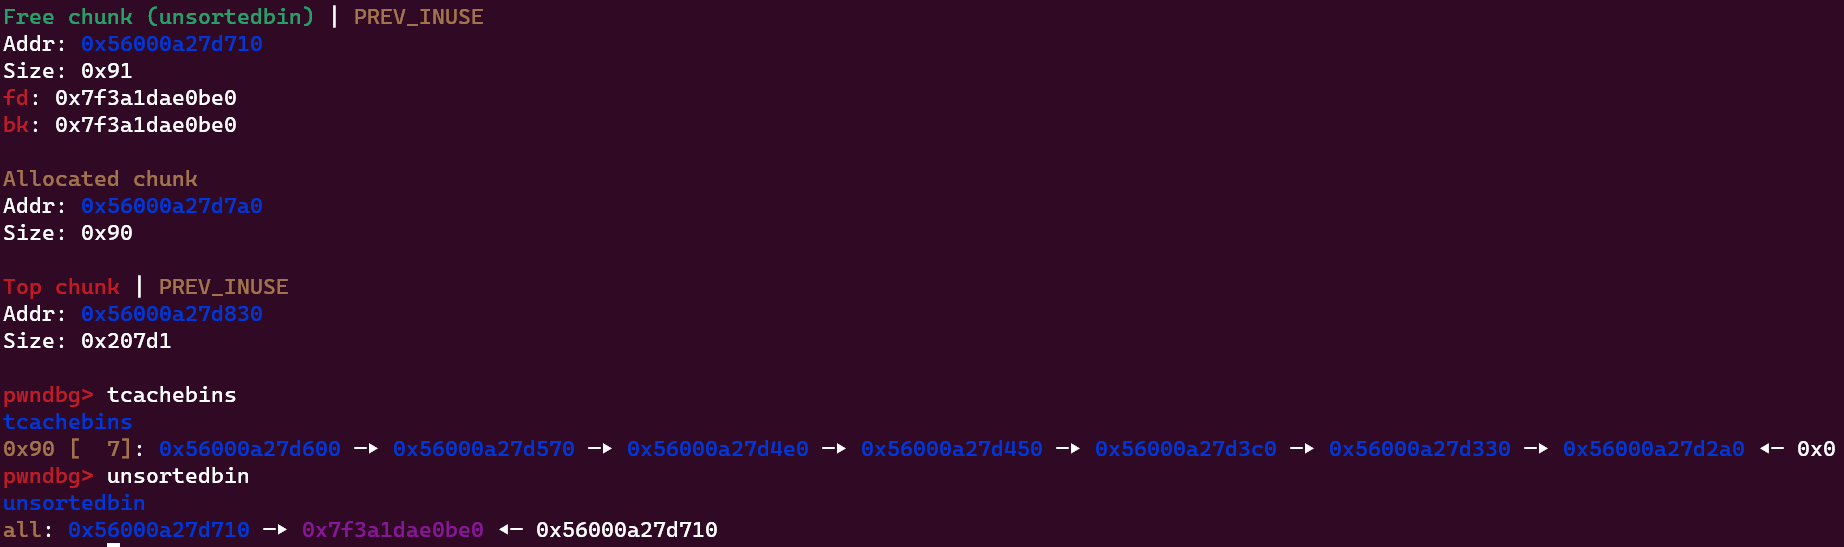 Free chunk (unsortedbin) | PREV_INUSE
Addr: 0x56000a27d710
Size: 0x91
fd: 0x7f3a1dae0be0
bk: 0x7f3a1dae0be0
Allocated chunk
Addr: 0x56000a27d7a0
Size: 0x90
Top chunk | PREV_INUSE
Addr: 0x56000a27d830
Size: 0x207d1
pwndbg> tcachebins
tcachebins
0x90 [  7]: 0x56000a27d600 —▸ 0x56000a27d570 —▸ 0x56000a27d4e0 —▸ 0x56000a27d450 —▸ 0x56000a27d3c0 —▸ 0x56000a27d330 —▸ 0x56000a27d2a0 ◂— 0x0
pwndbg> unsortedbin
unsortedbin
all: 0x56000a27d710 —▸ 0x7f3a1dae0be0 ◂— 0x56000a27d710